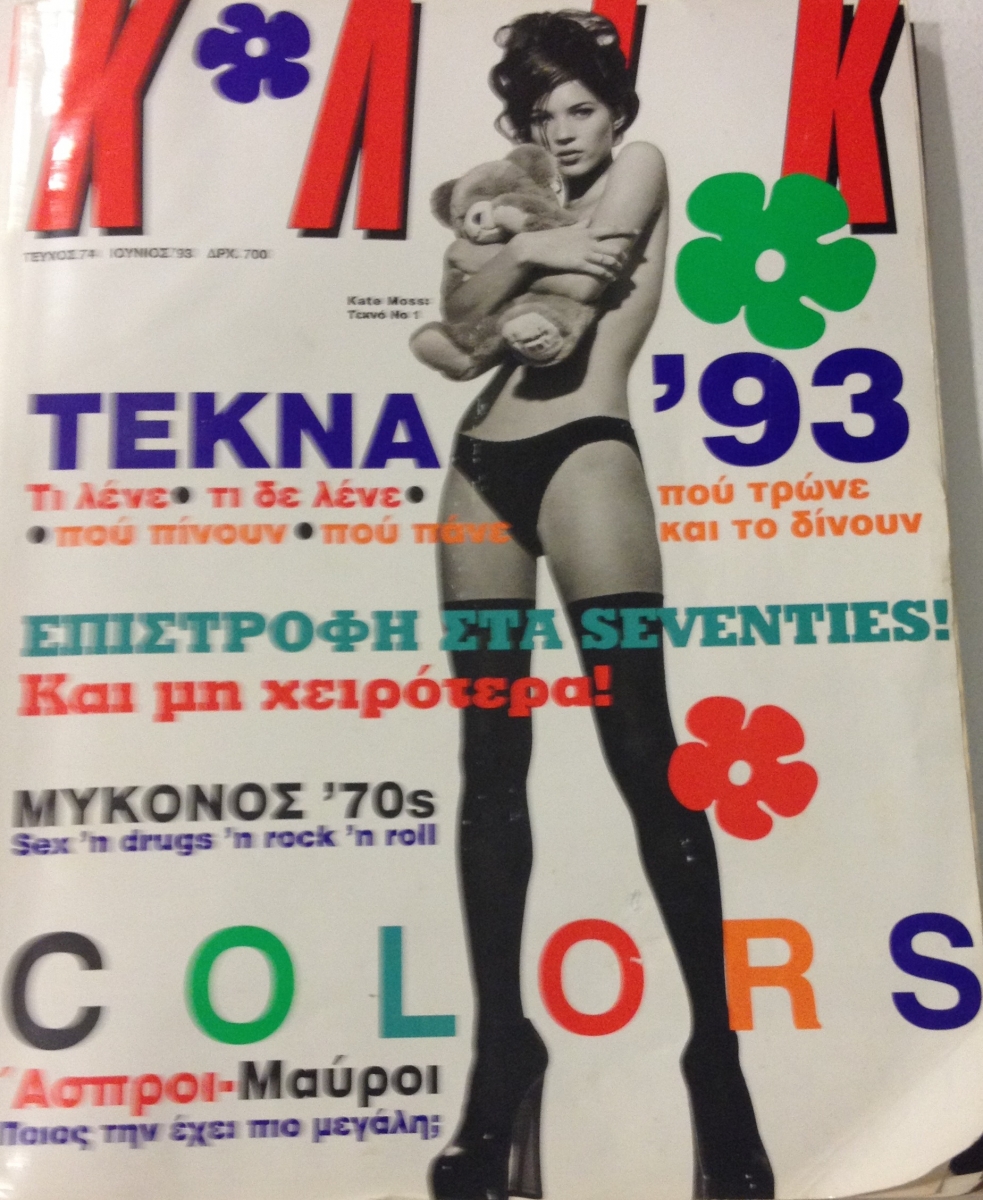 ΚΛΙΚ
ΤΕΥΧΟΣ 74 ΙΟΥΝΙΟΣ '93 ΔΡΧ. 700
Kate Moss:
Τεκνό Νο 1
ΤΕΚΝΑ '93
Τι λένε • τι δε λένε •
• πού πίνουν • πού πάνε
πού τρώνε
και το δίνουν
ΕΠΙΣΤΡΟΦΗ ΣΤΑ SEVENTIES!
Και μη χειρότερα!
ΜΥΚΟΝΟΣ '70s
Sex 'n drugs 'n rock 'n roll
COLORS
Άσπροι-Μαύροι
Ποιος την έχει πιο μεγάλη;